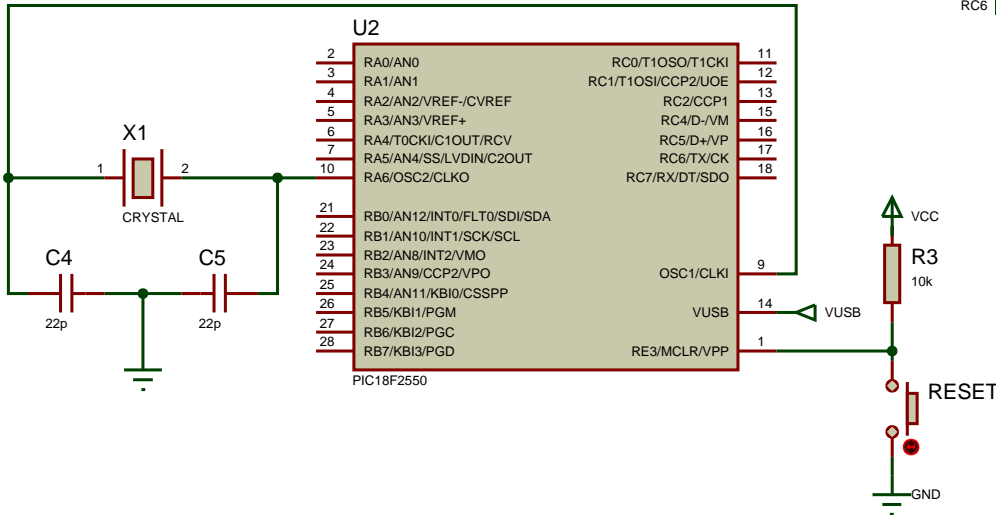 RC6
U2
2 RA0/AN0 RC0/T1OSO/T1CKI 11
3 RA1/AN1 RC1/T1OSI/CCP2/UOE 12
4 RA2/AN2/VREF-/CVREF RC2/CCP1 13
5 RA3/AN3/VREF+ RC4/D-/VM 15
6 RA4/T0CKI/C1OUT/RCV RC5/D+/VP 16
7 RA5/AN4/SS/LVDIN/C2OUT RC6/TX/CK 17
10 RA6/OSC2/CLKO RC7/RX/DT/SDO 18
X1
1 2
CRYSTAL
21 RB0/AN12/INT0/FLT0/SDI/SDA
22 RB1/AN10/INT1/SCK/SCL
23 RB2/AN8/INT2/VMO
24 RB3/AN9/CCP2/VPO OSC1/CLKI 9
25 RB4/AN11/KBI0/CSSPP
26 RB5/KBI1/PGM VUSB 14 VUSB
27 RB6/KBI2/PGC
28 RB7/KBI3/PGD RE3/MCLR/VPP 1
PIC18F2550
C4 C5
22p 22p
VCC
R3
10k
RESET
GND